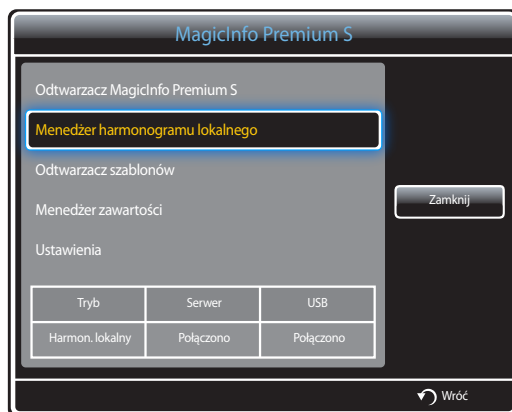 MagicInfo Premium S
Odtwarzacz MagicInfo Premium S
Menedżer harmonogramu lokalnego
Odtwarzacz szablonów
Menedżer zawartości
Ustawienia
Zamknij
Tryb Serwer USB
Harmon. lokalny Połączono Połączono
Wróć